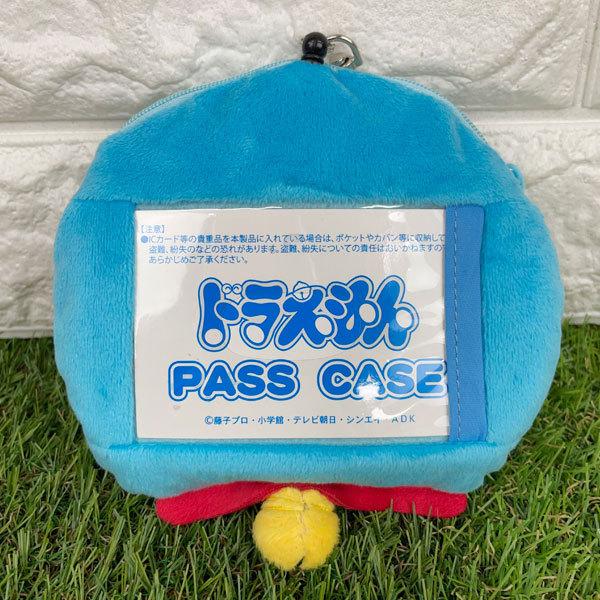 【注意】
●ICカード等の貴重品を本製品に入れている場合は、ポケットやカバン等に収納して
盗難、紛失のなどの恐れがあります。盗難、紛失についての責任はおいかねますので
あらかじめご了承ください。
ドラえもん
PASS CASE
©藤子プロ・小学館・テレビ朝日・シンエイ・ADK